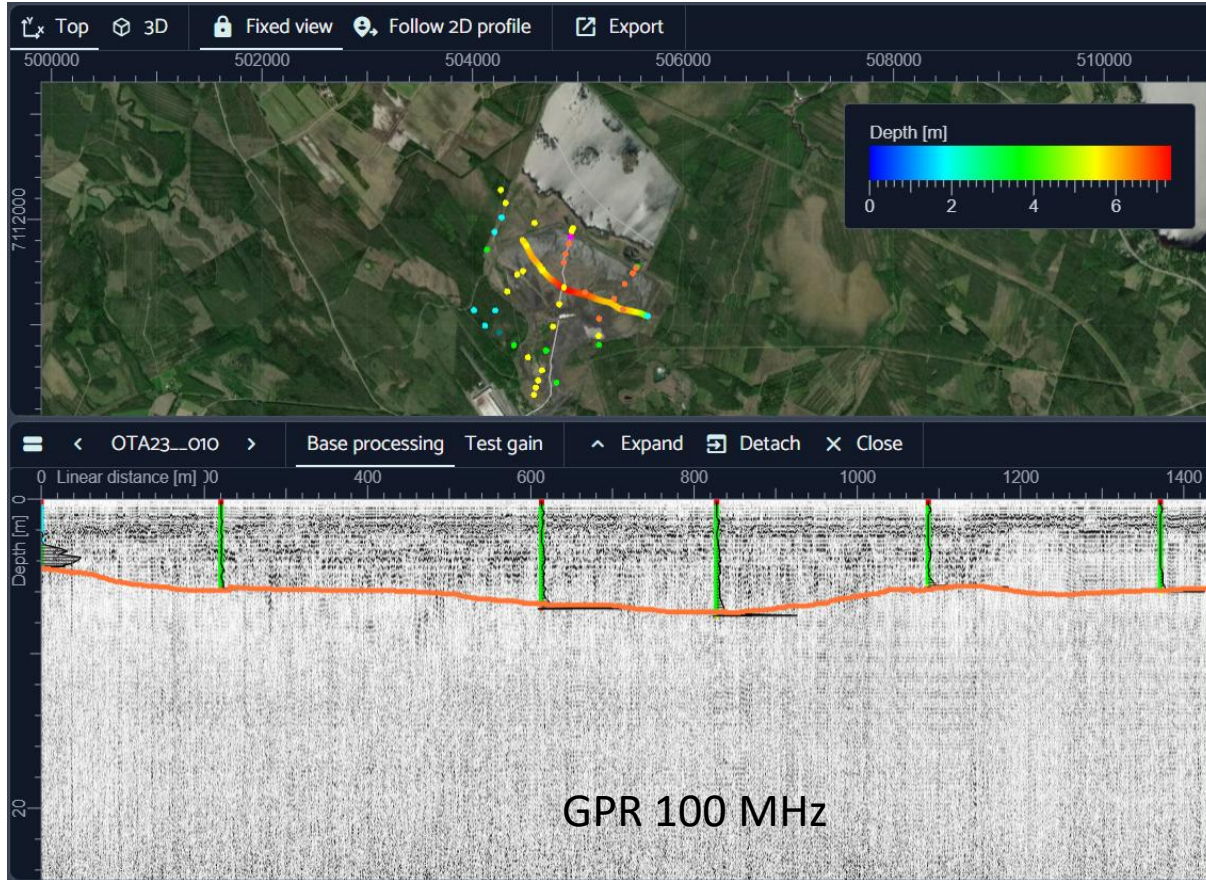 Top 3D Fixed view Follow 2D profile Export
500000 502000 504000 506000 508000 510000
Depth [m]
0 2 4 6
7112000
OTA23__010 Base processing Test gain Expand Detach Close
0 Linear distance [m] 00 400 600 800 1000 1200 1400
0
Depth [m]
20
GPR 100 MHz